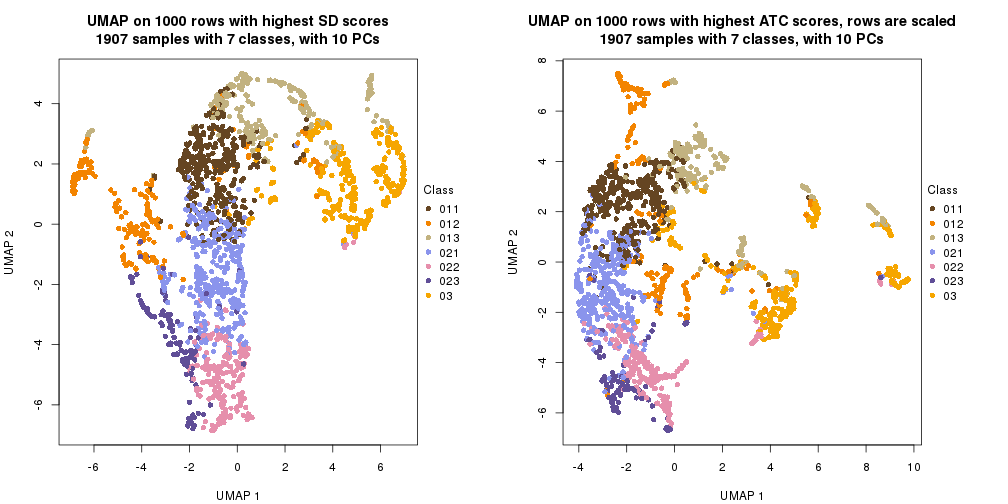 UMAP on 1000 rows with highest SD scores
1907 samples with 7 classes, with 10 PCs
UMAP 2
4
2
0
-2
-4
-6
-6 -4 -2 0 2 4 6
UMAP 1
Class
011
012
013
021
022
023
03
UMAP on 1000 rows with highest ATC scores, rows are scaled
1907 samples with 7 classes, with 10 PCs
UMAP 2
8
6
4
2
0
-2
-4
-6
-4 -2 0 2 4 6 8 10
UMAP 1
Class
011
012
013
021
022
023
03